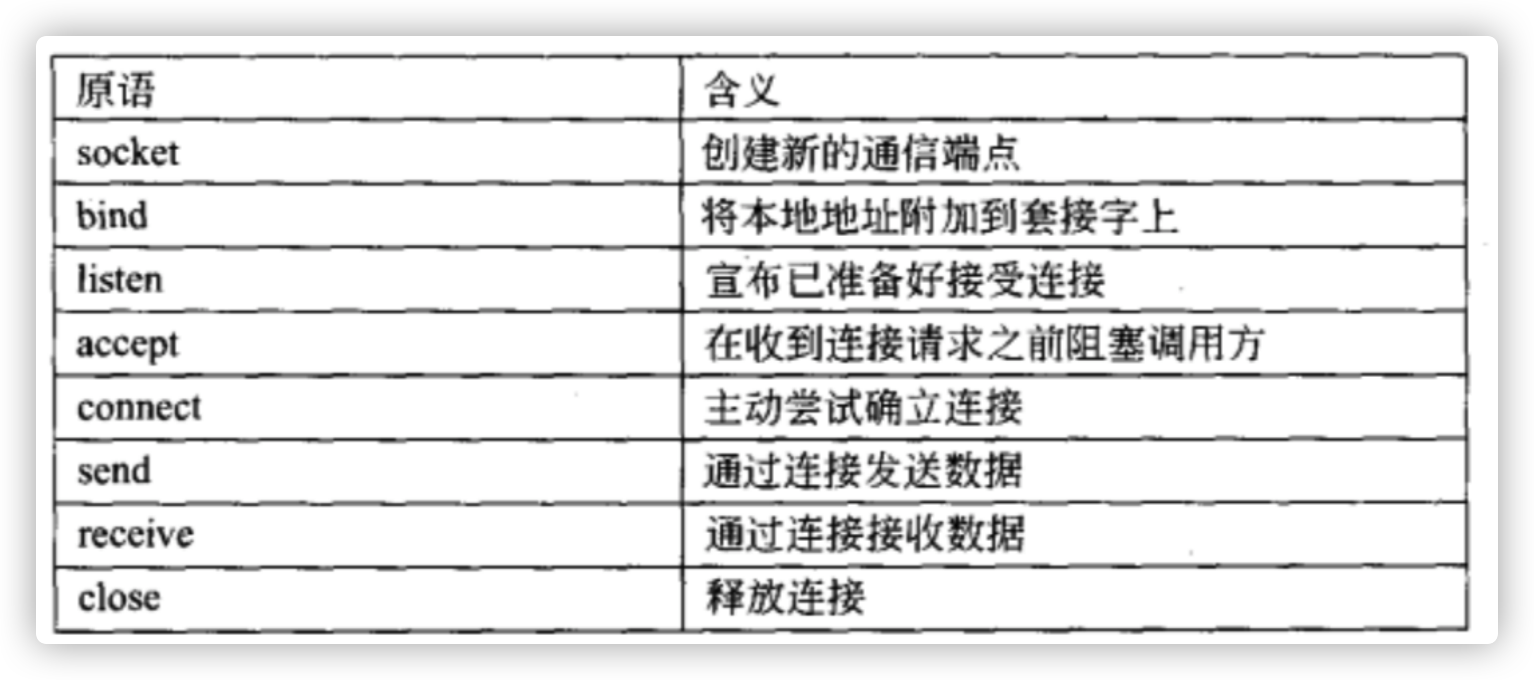 原语 含义
socket 创建新的通信端点
bind 将本地地址附加到套接字上
listen 宣布已准备好接受连接
accept 在收到连接请求之前阻塞调用方
connect 主动尝试确立连接
send 通过连接发送数据
receive 通过连接接收数据
close 释放连接